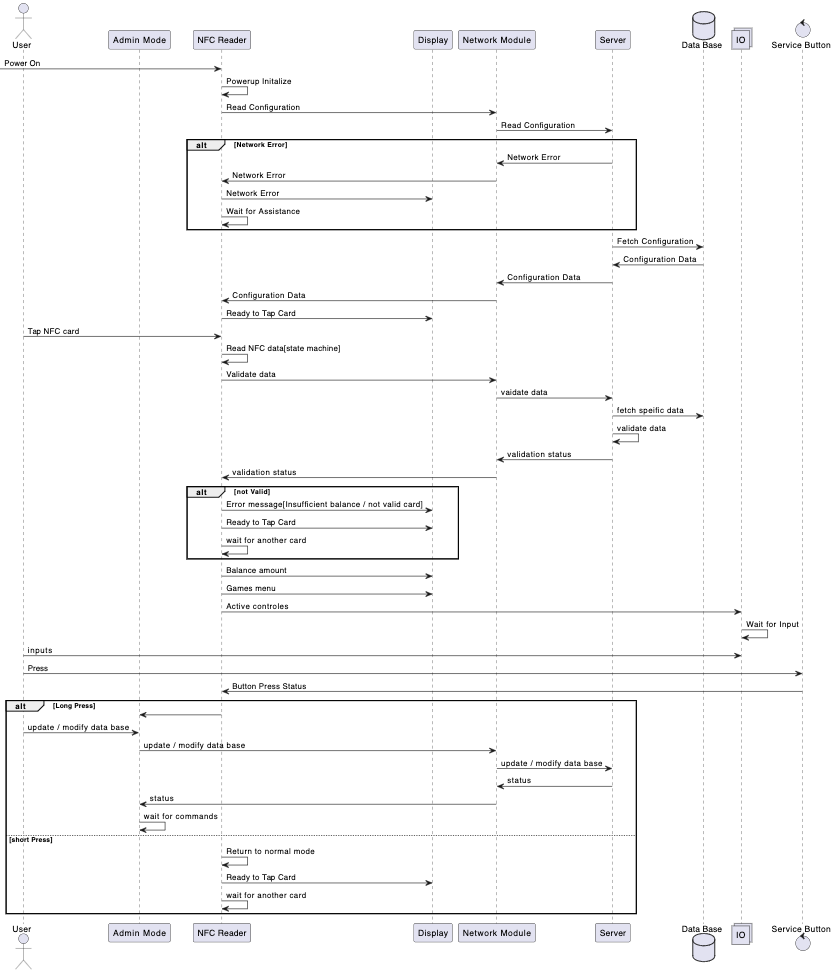 User
Admin Mode
NFC Reader
Display
Network Module
Server
Data Base
IO
Service Button
Power On
Powerup Initalize
Read Configuration
Read Configuration
alt
[Network Error]
Network Error
Network Error
Network Error
Wait for Assistance
Fetch Configuration
Configuration Data
Configuration Data
Configuration Data
Ready to Tap Card
Tap NFC card
Read NFC data[state machine]
Validate data
vaidate data
fetch speific data
validate data
validation status
validation status
alt
[not Valid]
Error message[Insufficient balance / not valid card]
Ready to Tap Card
wait for another card
Balance amount
Games menu
Active controles
Wait for Input
inputs
Press
Button Press Status
alt
[Long Press]
update / modify data base
update / modify data base
update / modify data base
status
status
wait for commands
[short Press]
Return to normal mode
Ready to Tap Card
wait for another card
User
Admin Mode
NFC Reader
Display
Network Module
Server
Data Base
IO
Service Button